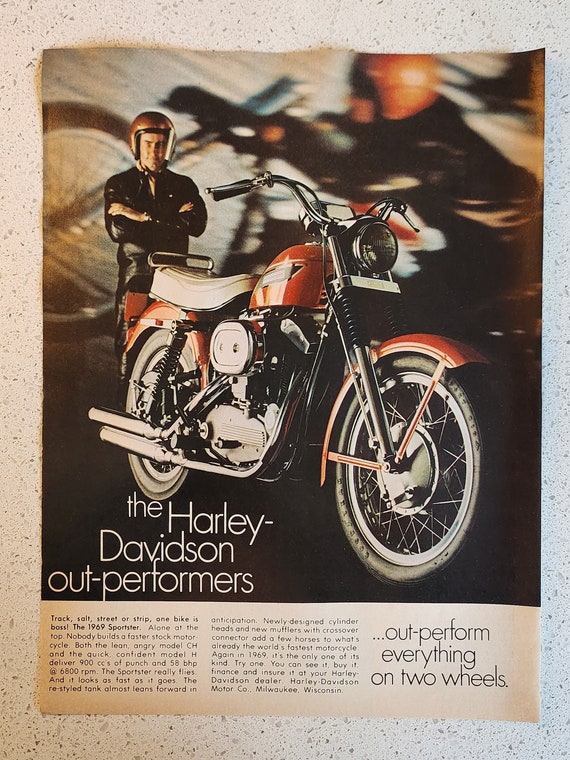 the Harley-
Davidson
out-performers
Track, salt, street or strip, one bike is
boss! The 1969 Sportster. Alone at the
top. Nobody builds a faster stock motor-
cycle. Both the lean, angry model CH
and the quick, confident model H
deliver 900 cc's of punch and 58 bhp
@ 6800 rpm. The Sportster really flies.
And it looks as fast as it goes. The
re-styled tank almost leans forward in
anticipation. Newly-designed cylinder
heads and new mufflers with crossover
connector add a few horses to what's
already the world's fastest motorcycle.
Again in 1969, it's the only one of its
kind. Try one. You can see it, buy it,
finance and insure it at your Harley-
Davidson dealer. Harley-Davidson
Motor Co., Milwaukee, Wisconsin.
...out-perform
everything
on two wheels.